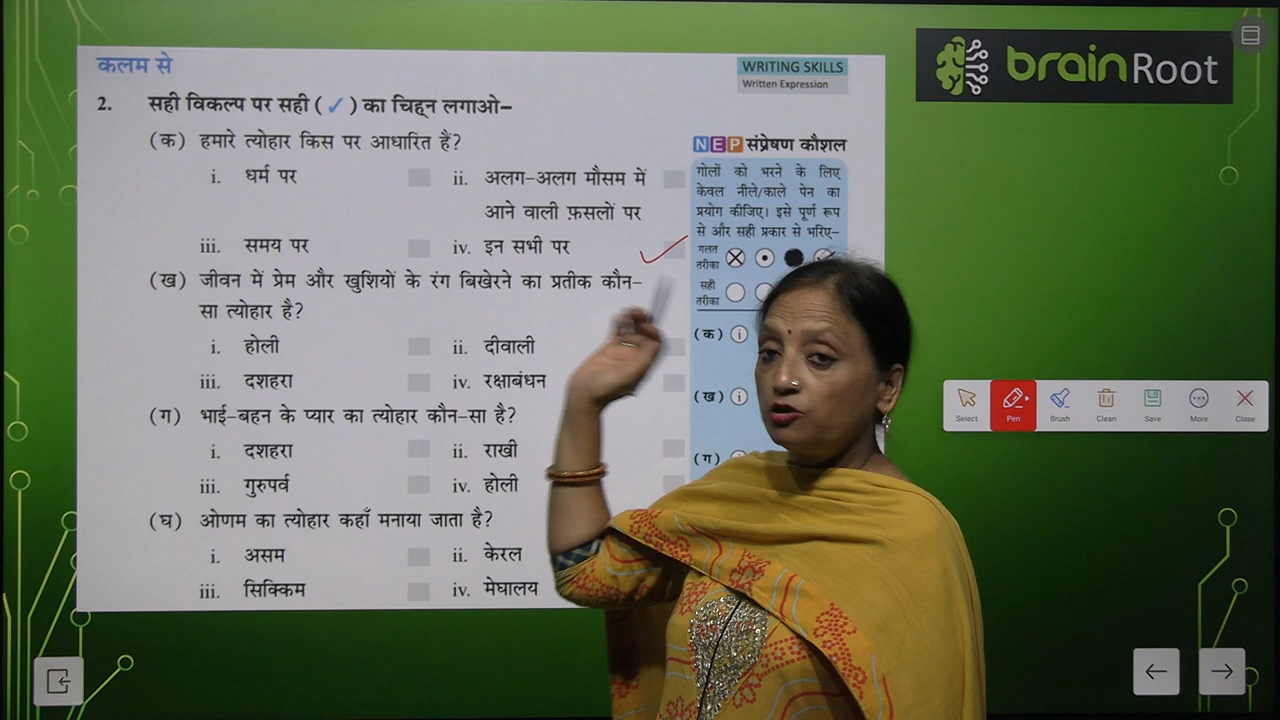 कलम से
WRITING SKILLS
Written Expression
brainRoot
2. सही विकल्प पर सही ( ✓ ) का चिह्न लगाओ–
(क) हमारे त्योहार किस पर आधारित हैं?
i. धर्म पर
ii. अलग-अलग मौसम में
आने वाली फ़सलों पर
iii. समय पर
iv. इन सभी पर
(ख) जीवन में प्रेम और खुशियों के रंग बिखेरने का प्रतीक कौन-
सा त्योहार है?
i. होली
ii. दीवाली
iii. दशहरा
iv. रक्षाबंधन
(ग) भाई-बहन के प्यार का त्योहार कौन-सा है?
i. दशहरा
ii. राखी
iii. गुरुपर्व
iv. होली
(घ) ओणम का त्योहार कहाँ मनाया जाता है?
i. असम
ii. केरल
iii. सिक्किम
iv. मेघालय
NEP संप्रेषण कौशल
गोलों को भरने के लिए
केवल नीले/काले पेन का
प्रयोग कीजिए। इसे पूर्ण रूप
से और सही प्रकार से भरिए–
गलत
तरीका
सही
तरीका
(क) i
(ख) i
(ग)
Select
Pen
Brush
Clean
Save
More
Close